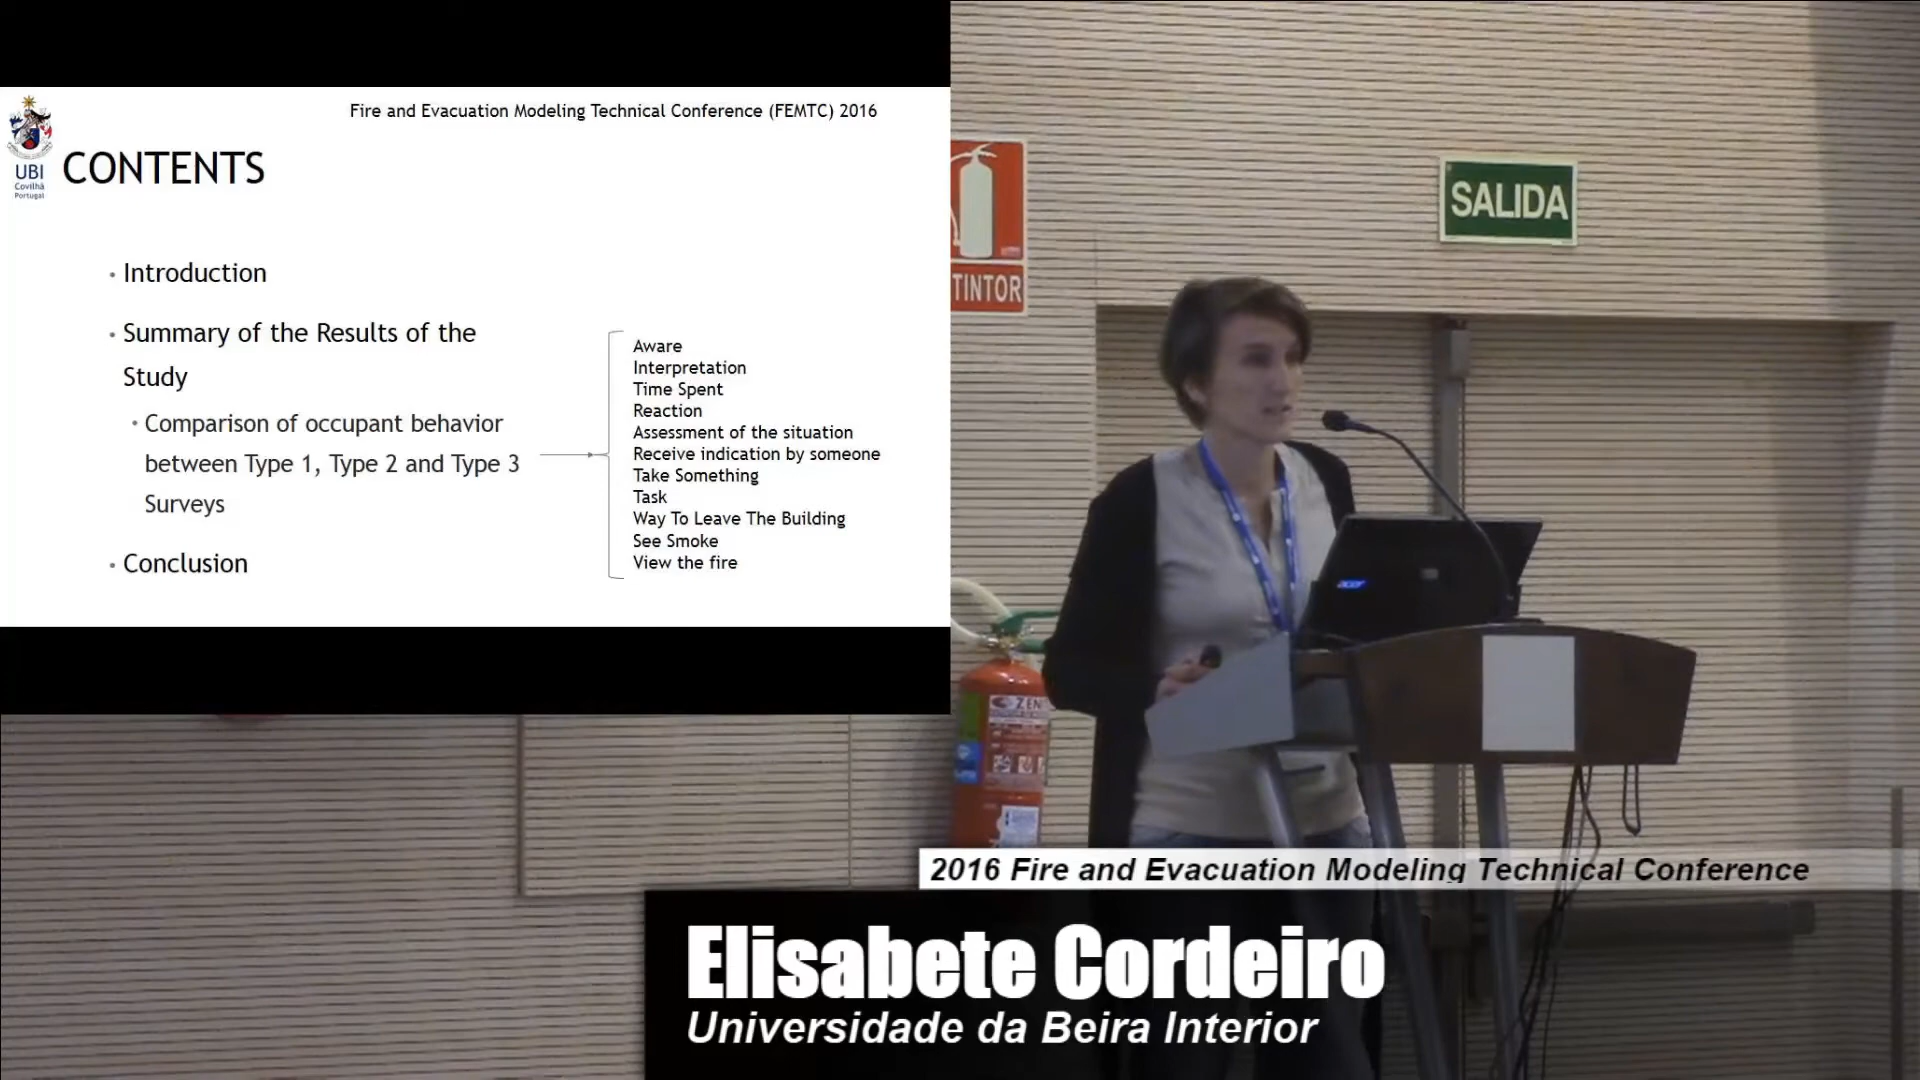 Fire and Evacuation Modeling Technical Conference (FEMTC) 2016
UBI
Covilhã
Portugal
CONTENTS
• Introduction
• Summary of the Results of the
Study
• Comparison of occupant behavior
between Type 1, Type 2 and Type 3
Surveys
• Conclusion
Aware
Interpretation
Time Spent
Reaction
Assessment of the situation
Receive indication by someone
Take Something
Task
Way To Leave The Building
See Smoke
View the fire
TINTOR
SALIDA
acer
ZEN
2016 Fire and Evacuation Modeling Technical Conference
Elisabete Cordeiro
Universidade da Beira Interior